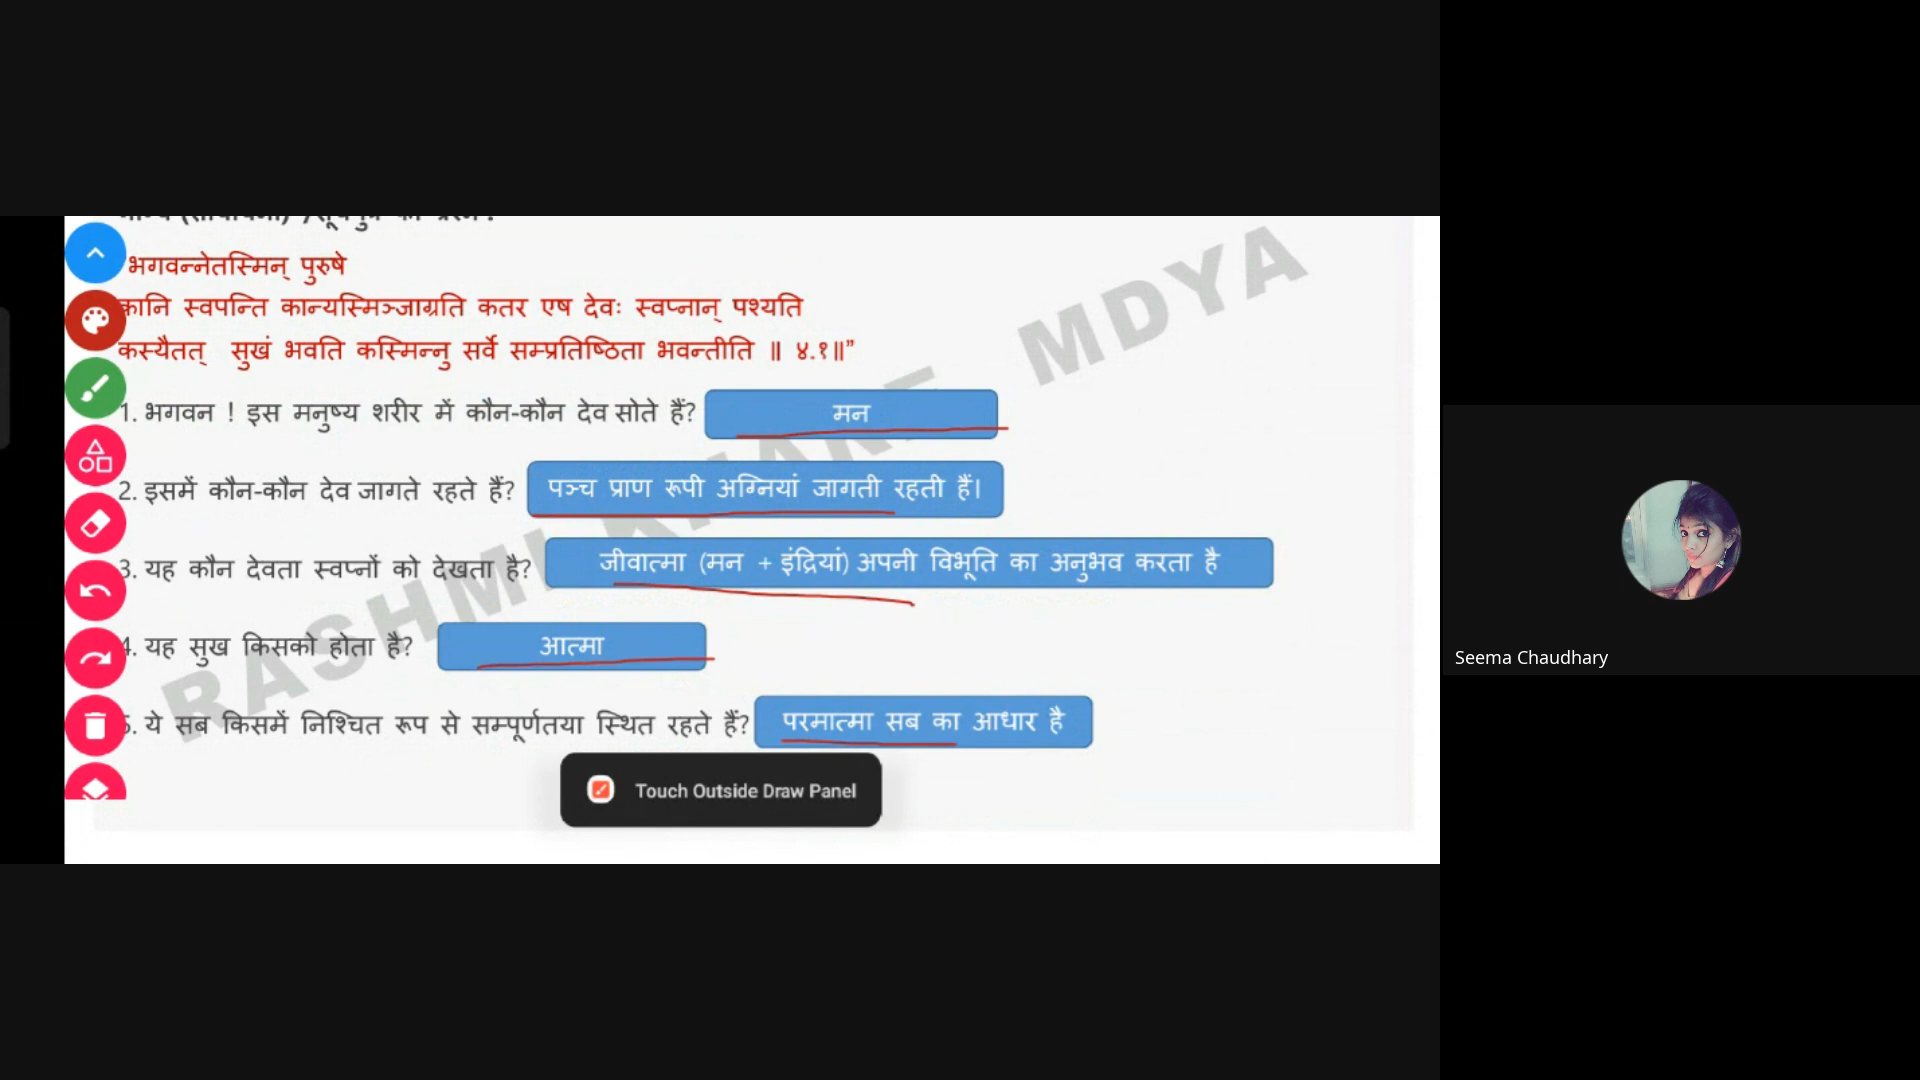 भगवन्नेतस्मिन् पुरुषे
कानि स्वपन्ति कान्यस्मिञ्जाग्रति कतर एष देवः स्वप्नान् पश्यति
कस्यैतत् सुखं भवति कस्मिन्नु सर्वे सम्प्रतिष्ठिता भवन्तीति ॥ ४.१॥”
1. भगवन ! इस मनुष्य शरीर में कौन-कौन देव सोते हैं? मन
2. इसमें कौन-कौन देव जागते रहते हैं? पञ्च प्राण रूपी अग्नियां जागती रहती हैं।
3. यह कौन देवता स्वप्नों को देखता है? जीवात्मा (मन + इंद्रियां) अपनी विभूति का अनुभव करता है
4. यह सुख किसको होता है? आत्मा
5. ये सब किसमें निश्चित रूप से सम्पूर्णतया स्थित रहते हैं? परमात्मा सब का आधार है
Touch Outside Draw Panel
RASHMI KHARE MDYA
Seema Chaudhary